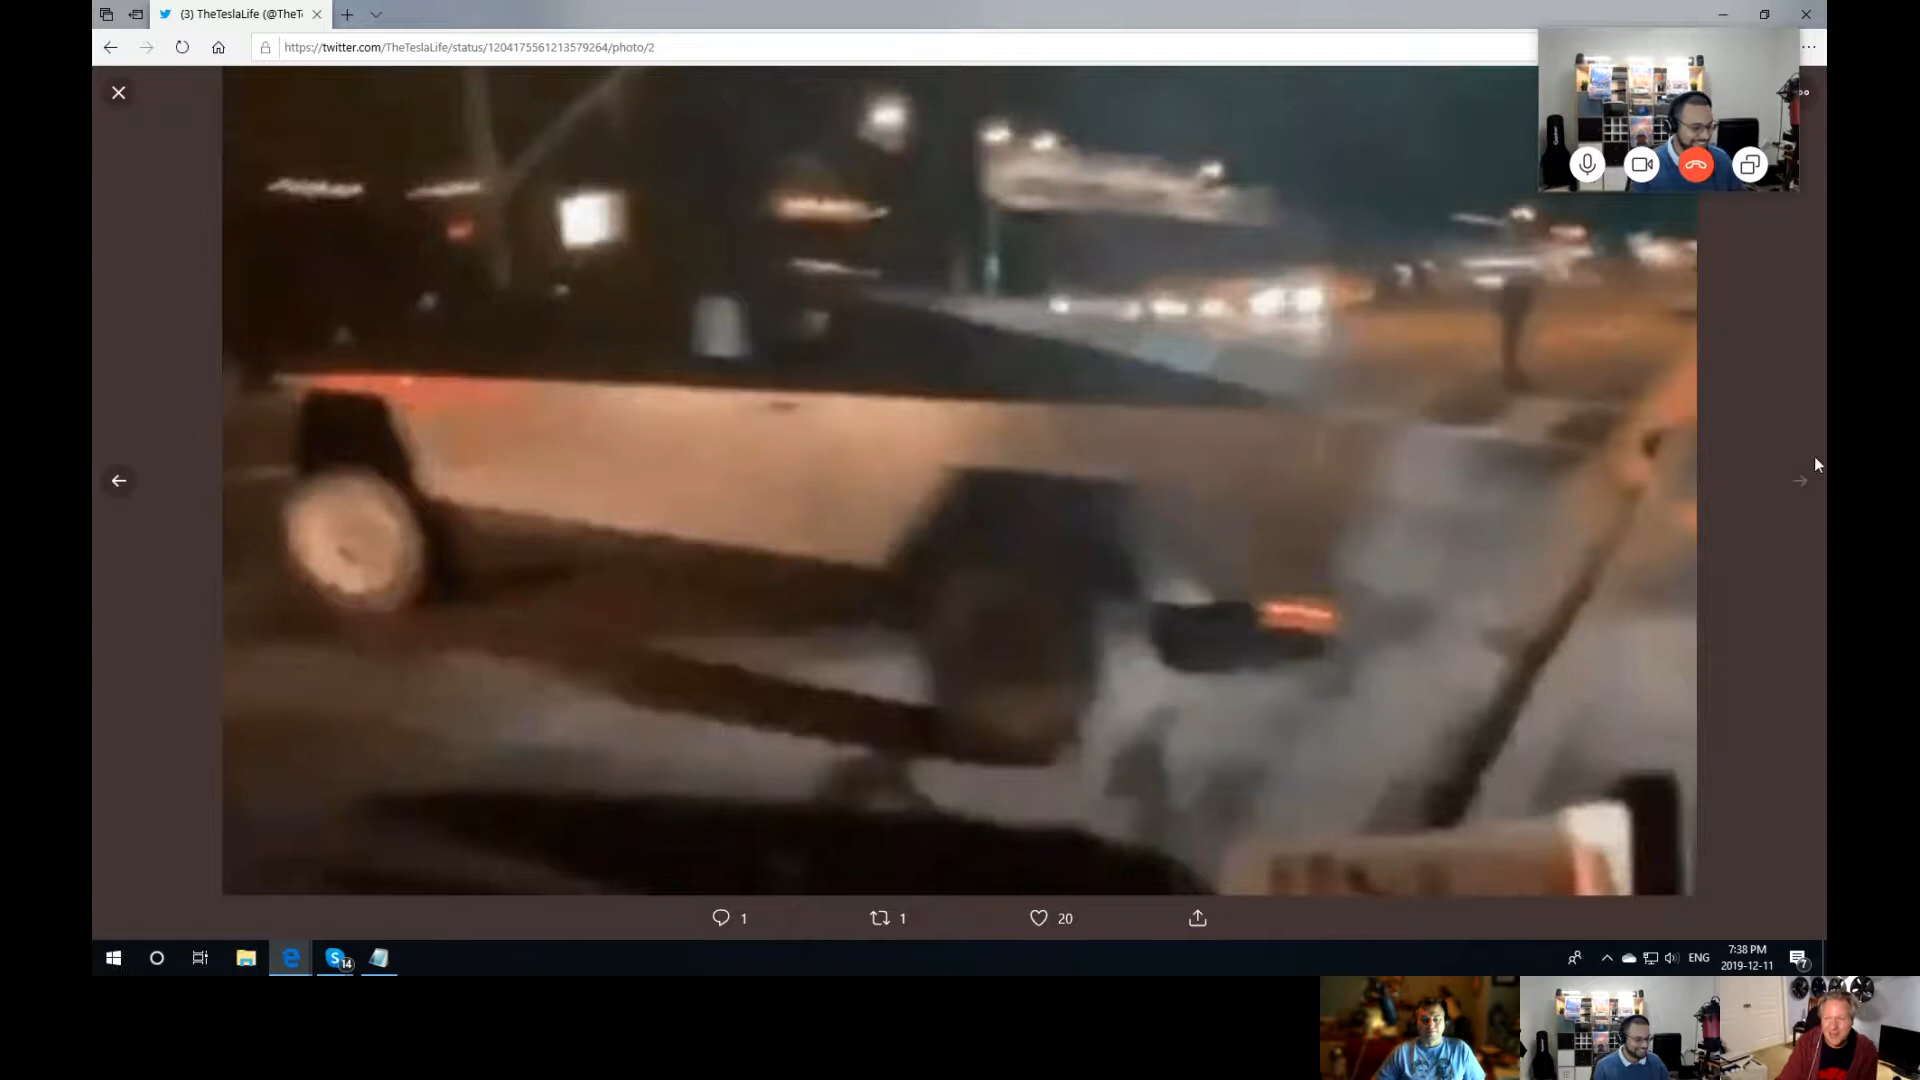 (3) TheTeslaLife (@TheT
https://twitter.com/TheTeslaLife/status/1204175561213579264/photo/2
1
1
20
14
ENG
7:38 PM
2019-12-11
7